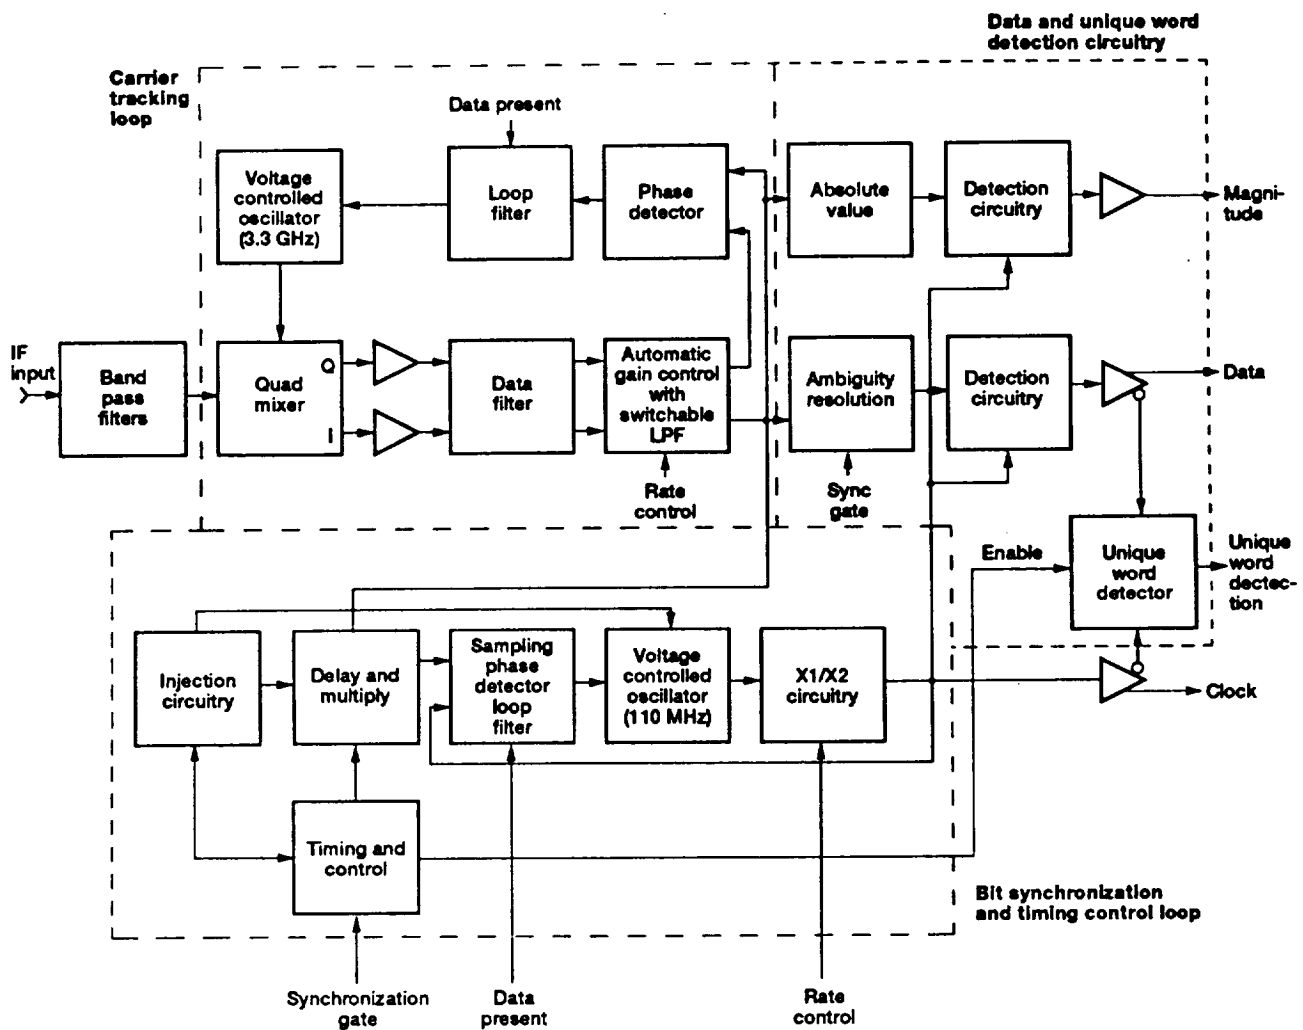 Data and unique word
detection circuitry
Carrier
tracking
loop
Data present
Voltage
controlled
oscillator
(3.3 GHz)
Loop
filter
Phase
detector
Absolute
value
Detection
circuitry
Magni-
tude
IF
input
Band
pass
filters
Quad
mixer
Q
I
Data
filter
Automatic
gain control
with
switchable
LPF
Ambiguity
resolution
Detection
circuitry
Data
Rate
control
Sync
gate
Enable
Unique
word
detector
Unique
word
dectec-
tion
Injection
circuitry
Delay and
multiply
Sampling
phase
detector
loop
filter
Voltage
controlled
oscillator
(110 MHz)
X1/X2
circuitry
Clock
Timing and
control
Bit synchronization
and timing control loop
Synchronization
gate
Data
present
Rate
control